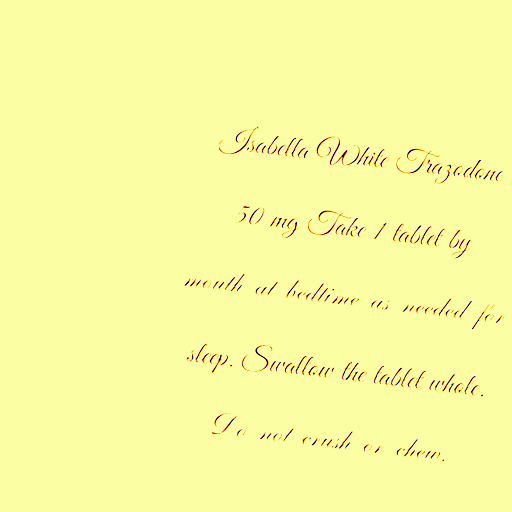 Isabella White Trazodone
50 mg Take 1 tablet by
mouth at bedtime as needed for
sleep. Swallow the tablet whole.
Do not crush or chew.